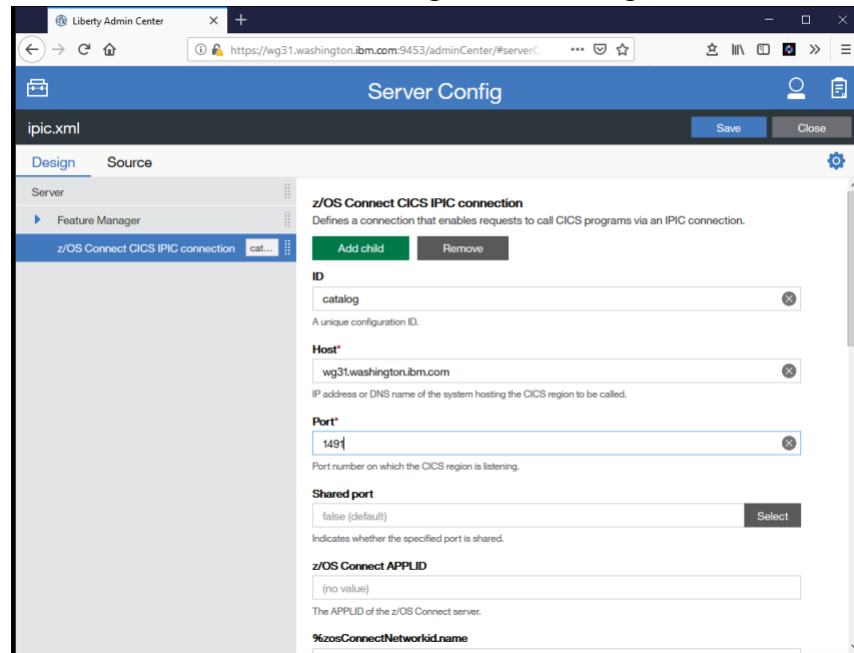 Liberty Admin Center
https://wg31.washington.ibm.com:9453/adminCenter/#serverC
Server Config
ipic.xml
Save
Close
Design
Source
Server
Feature Manager
z/OS Connect CICS IPIC connection
cat...
z/OS Connect CICS IPIC connection
Defines a connection that enables requests to call CICS programs via an IPIC connection.
Add child
Remove
ID
catalog
A unique configuration ID.
Host*
wg31.washington.ibm.com
IP address or DNS name of the system hosting the CICS region to be called.
Port*
1491
Port number on which the CICS region is listening.
Shared port
false (default)
Select
Indicates whether the specified port is shared.
z/OS Connect APPLID
(no value)
The APPLID of the z/OS Connect server.
%zosConnectNetworkid.name